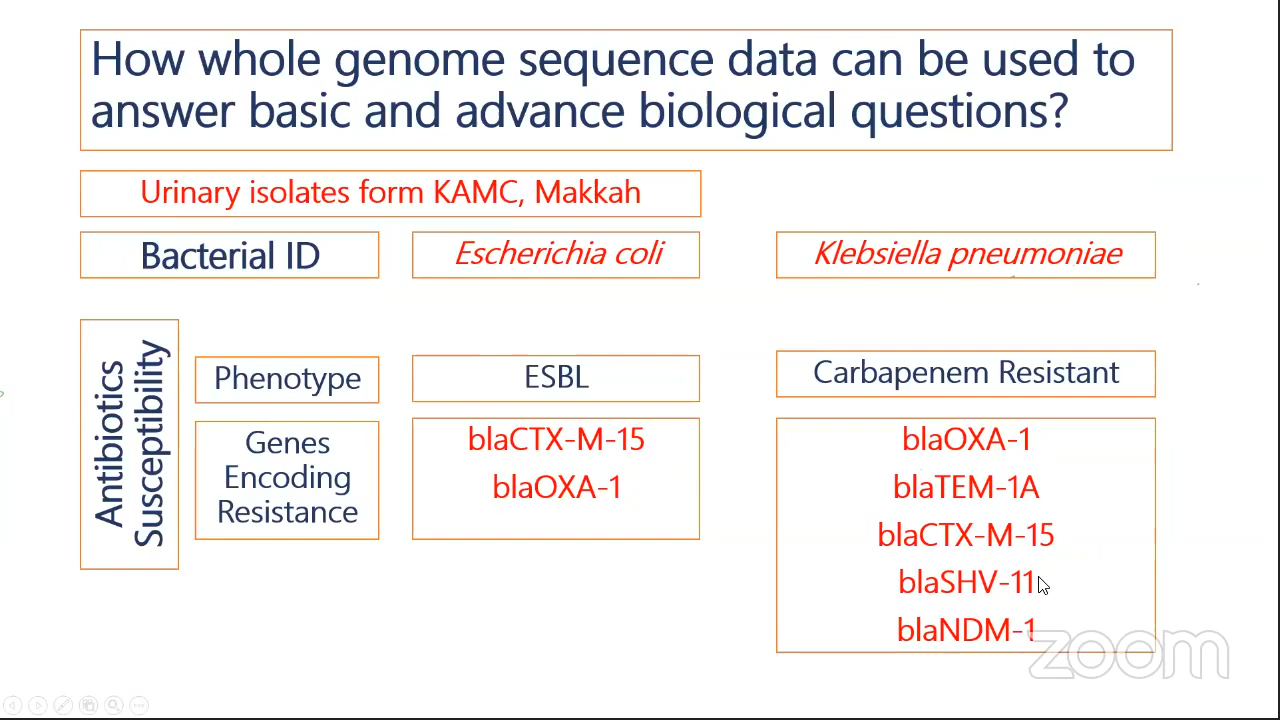 How whole genome sequence data can be used to
answer basic and advance biological questions?
Urinary isolates form KAMC, Makkah
Bacterial ID
Escherichia coli
Klebsiella pneumoniae
Antibiotics
Susceptibility
Phenotype
ESBL
Carbapenem Resistant
Genes
Encoding
Resistance
blaCTX-M-15
blaOXA-1
blaOXA-1
blaTEM-1A
blaCTX-M-15
blaSHV-11
blaNDM-1
zoom